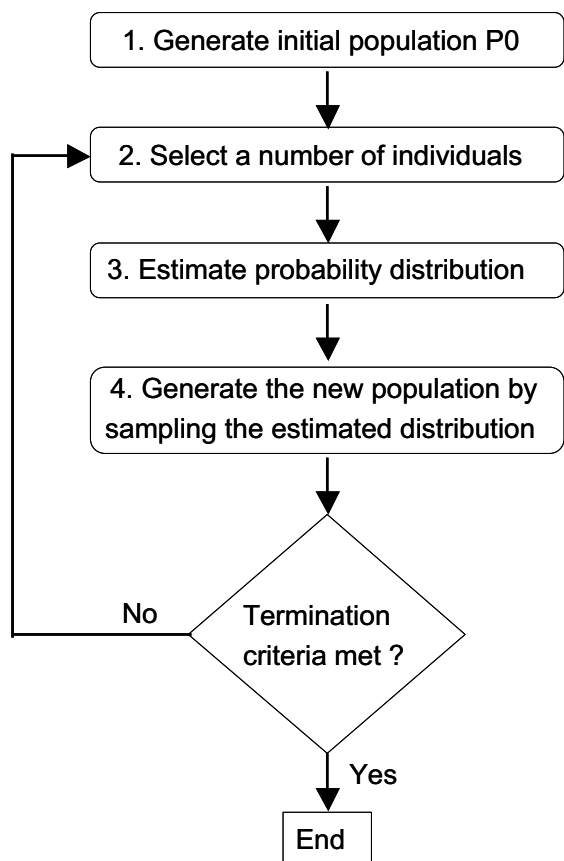 1. Generate initial population P0
2. Select a number of individuals
3. Estimate probability distribution
4. Generate the new population by
sampling the estimated distribution
No
Termination
criteria met ?
Yes
End